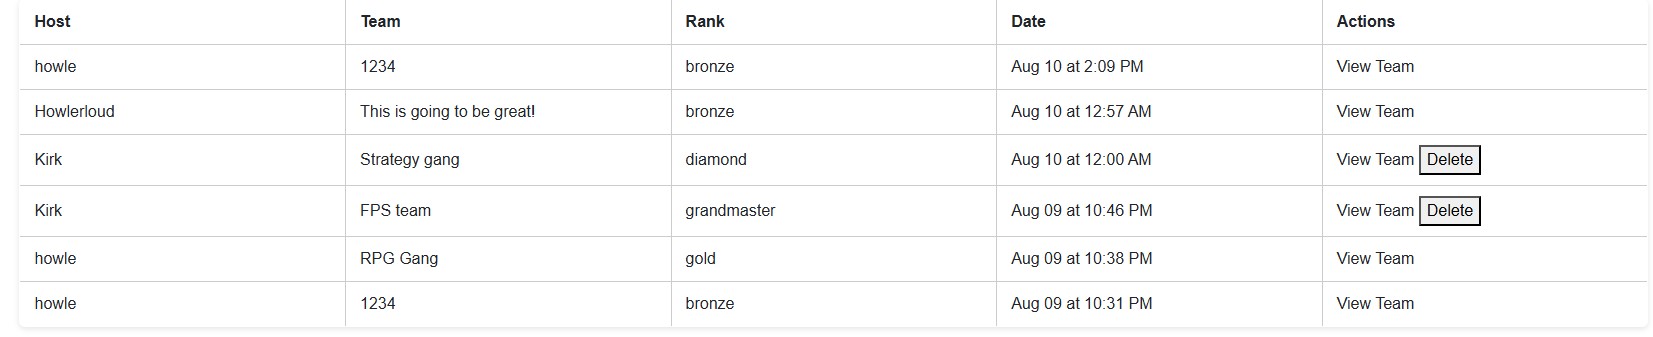 Host Team Rank Date Actions
howle 1234 bronze Aug 10 at 2:09 PM View Team
Howlerloud This is going to be great! bronze Aug 10 at 12:57 AM View Team
Kirk Strategy gang diamond Aug 10 at 12:00 AM View Team Delete
Kirk FPS team grandmaster Aug 09 at 10:46 PM View Team Delete
howle RPG Gang gold Aug 09 at 10:38 PM View Team
howle 1234 bronze Aug 09 at 10:31 PM View Team